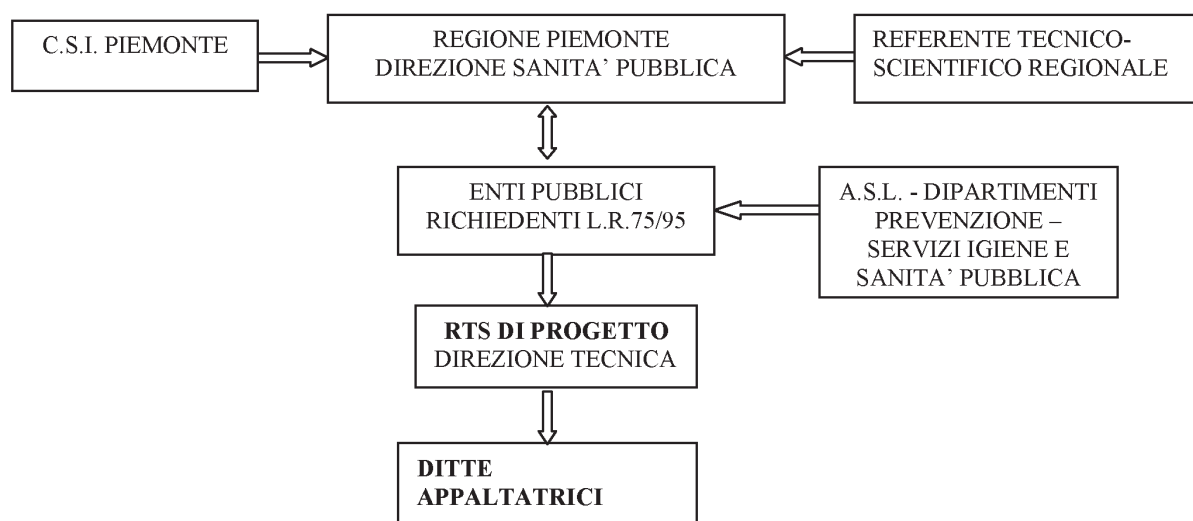 C.S.I. PIEMONTE
REGIONE PIEMONTE
DIREZIONE SANITA’ PUBBLICA
REFERENTE TECNICO-
SCIENTIFICO REGIONALE
ENTI PUBBLICI
RICHIEDENTI L.R.75/95
A.S.L. - DIPARTIMENTI
PREVENZIONE –
SERVIZI IGIENE E
SANITA’ PUBBLICA
RTS DI PROGETTO
DIREZIONE TECNICA
DITTE
APPALTATRICI